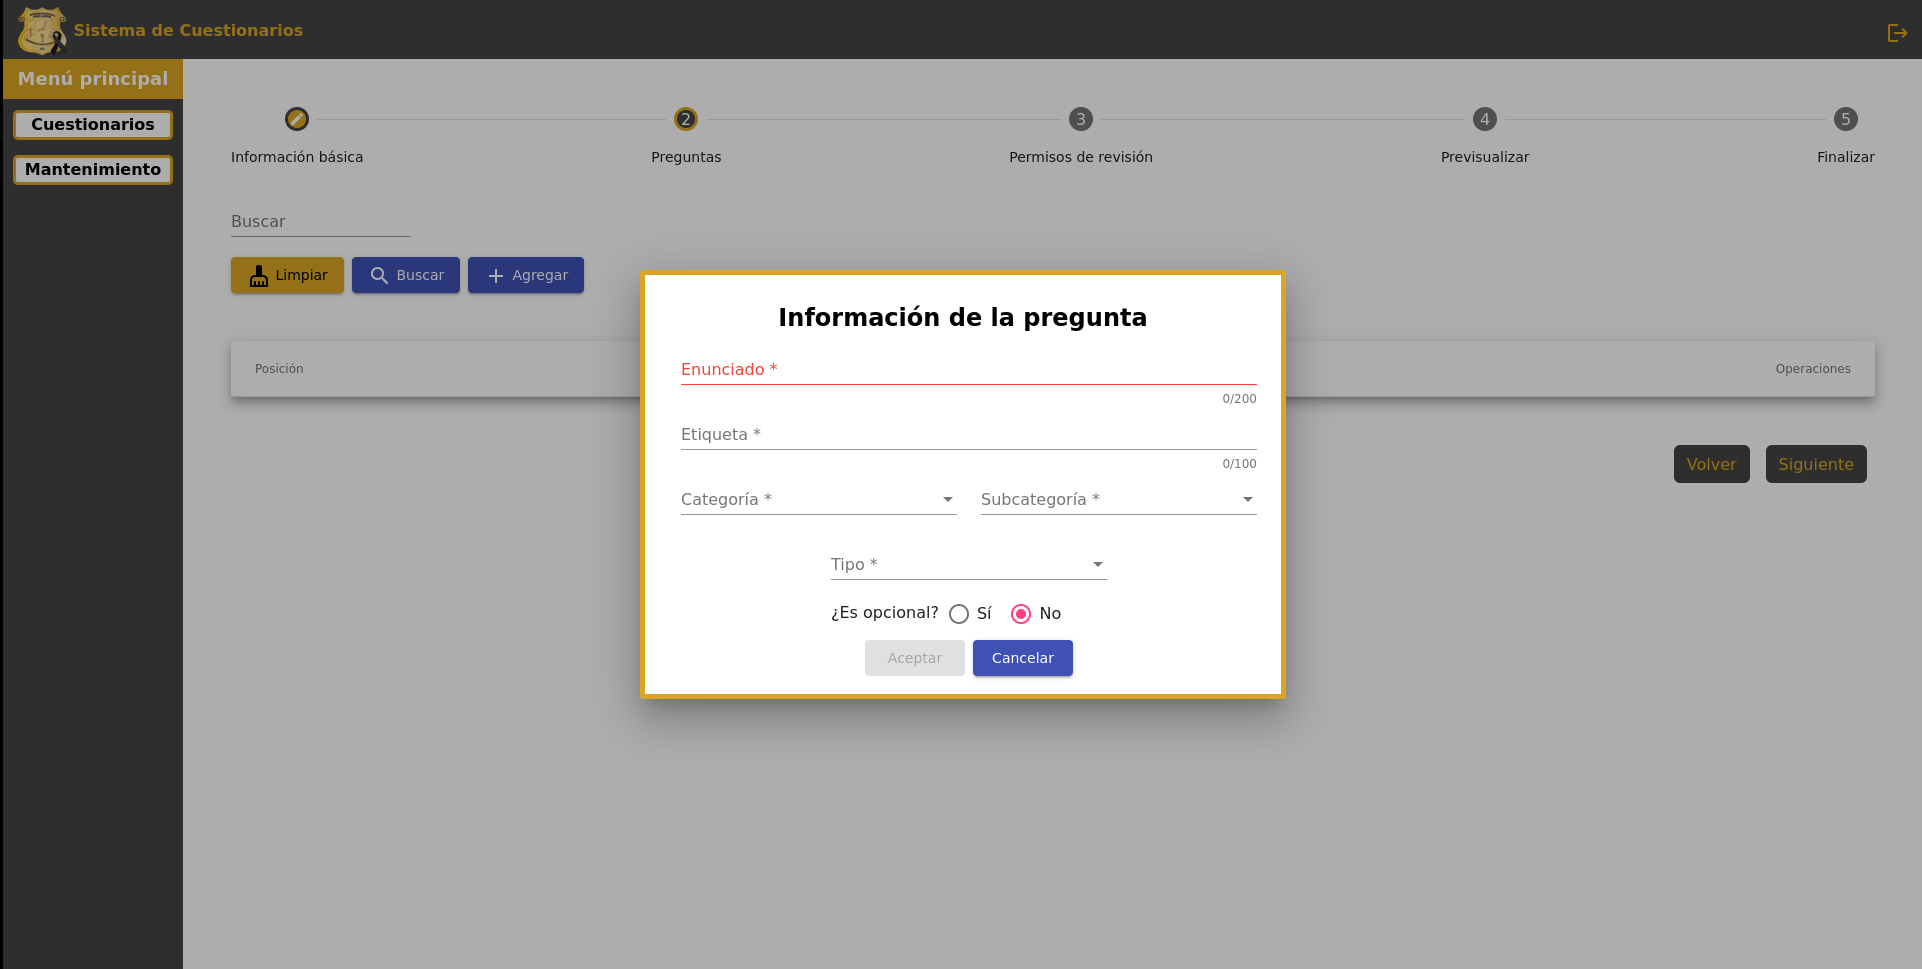 Sistema de Cuestionarios
Menú principal
Cuestionarios
Mantenimiento
2
3
4
5
Información básica
Preguntas
Permisos de revisión
Previsualizar
Finalizar
Buscar
Limpiar
Buscar
Agregar
Posición
Operaciones
Volver
Siguiente
Información de la pregunta
Enunciado *
0/200
Etiqueta *
0/100
Categoría *
Subcategoría *
Tipo *
¿Es opcional? Sí No
Aceptar
Cancelar